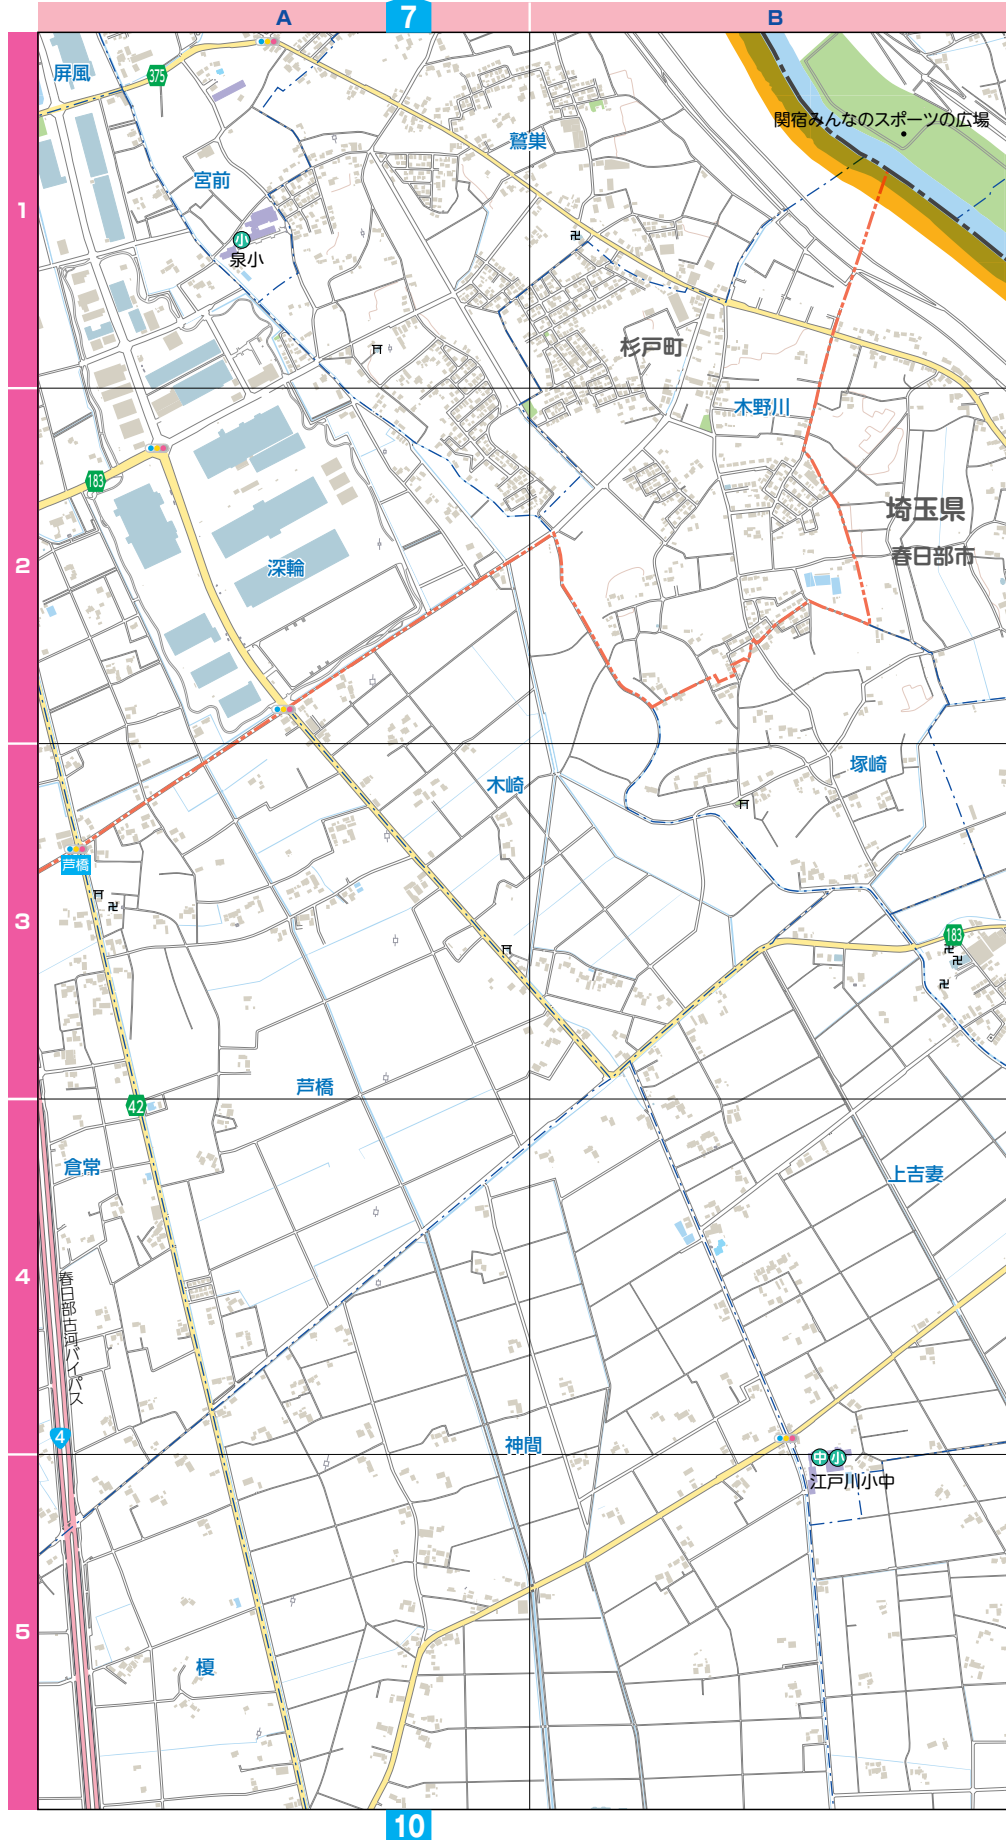 A
7
B
屏風
375
鷲巣
関宿みんなのスポーツの広場
宮前
1
小
泉小
杉戸町
木野川
183
埼玉県
2
深輪
春日部市
木崎
塚崎
芦橋
3
183
芦橋
42
倉常
上吉妻
4
春日部古河バイパス
4
神間
中 小
江戸川小中
5
榎
10